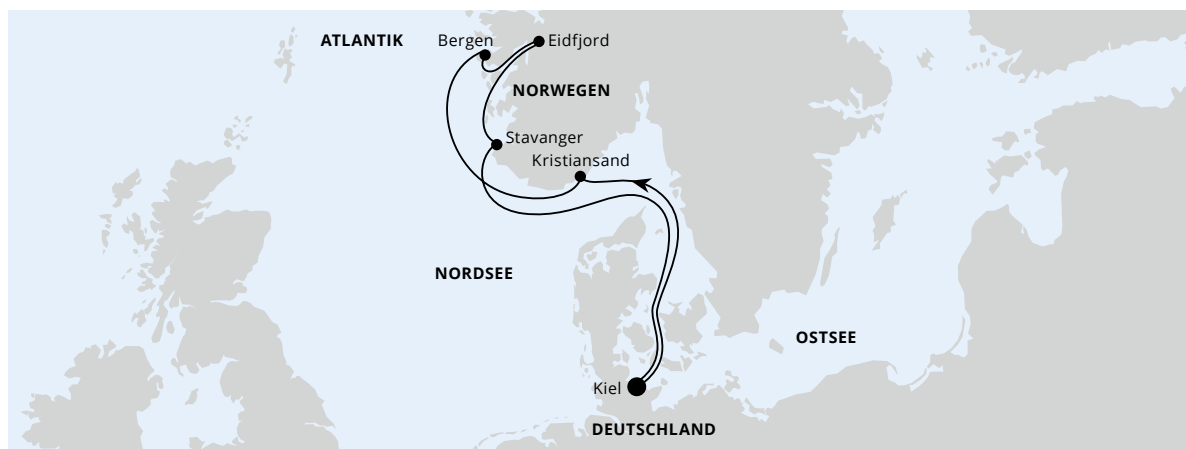 ATLANTIK
Bergen
Eidfjord
NORWEGEN
Stavanger
Kristiansand
NORDSEE
OSTSEE
Kiel
DEUTSCHLAND